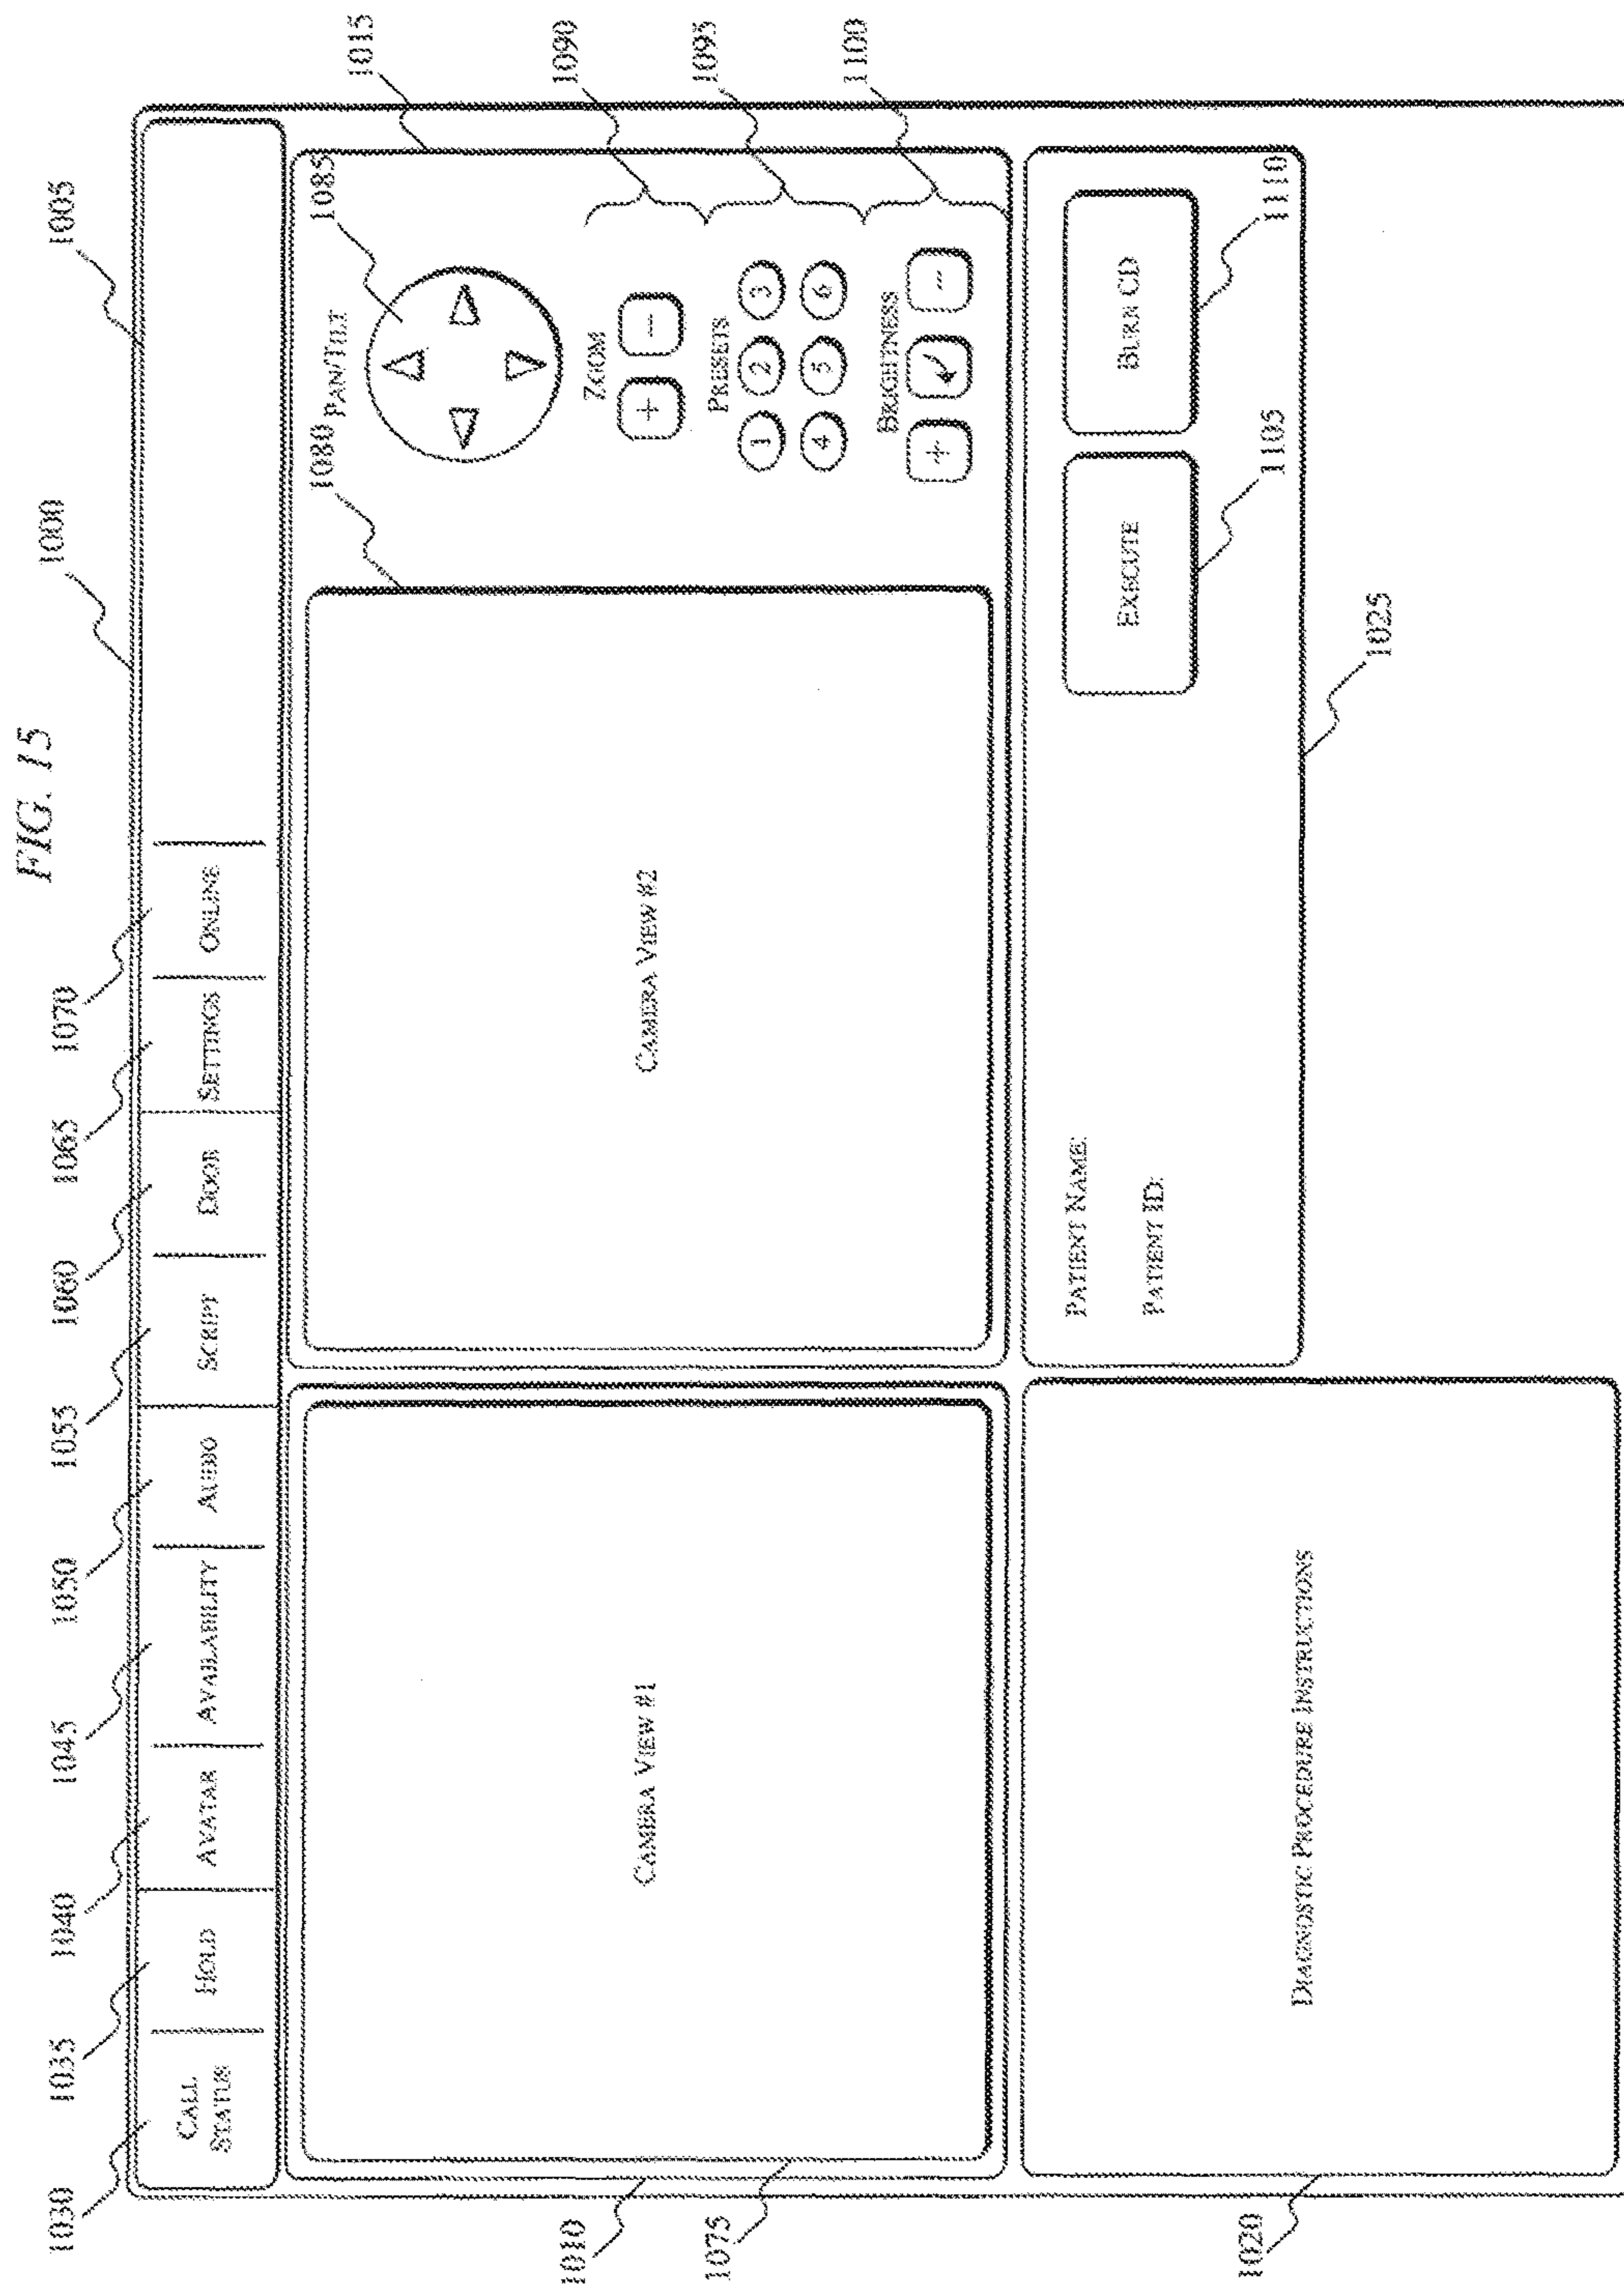 FIG. 15
1000
1005
1030
1035
1040
1045
1050
1055
1060
1065
1070
CALL
STATUS
HOLD
AVATAR
AVAILABILITY
AUDIO
SCRIPT
DOOR
SETTINGS
ONLINE
1015
1080
PAN/TILT
1085
CAMERA VIEW #1
CAMERA VIEW #2
ZOOM
+ −
1090
PRESETS
1 2 3
4 5 6
1095
BRIGHTNESS
+ −
1100
1010
1075
DIAGNOSTIC PROCEDURE INSTRUCTIONS
1020
PATIENT NAME:
PATIENT ID:
EXECUTE
BURN CD
1105
1110
1025